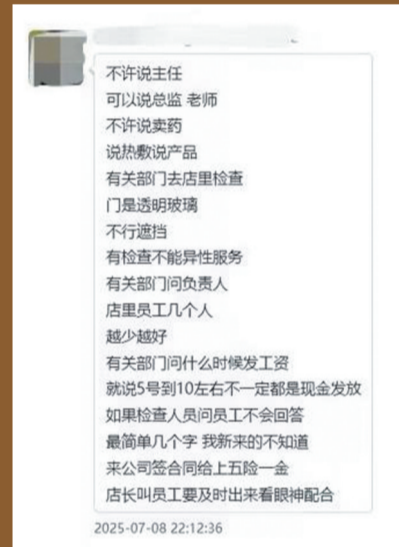 不许说主任
可以说总监 老师
不许说卖药
说热敷说产品
有关部门去店里检查
门是透明玻璃
不行遮挡
有检查不能异性服务
有关部门问负责人
店里员工几个人
越少越好
有关部门问什么时候发工资
就说5号到10左右不一定都是现金发放
如果检查人员问员工不会回答
最简单几个字 我新来的不知道
来公司签合同给上五险一金
店长叫员工要及时出来看眼神配合
2025-07-08 22:12:36